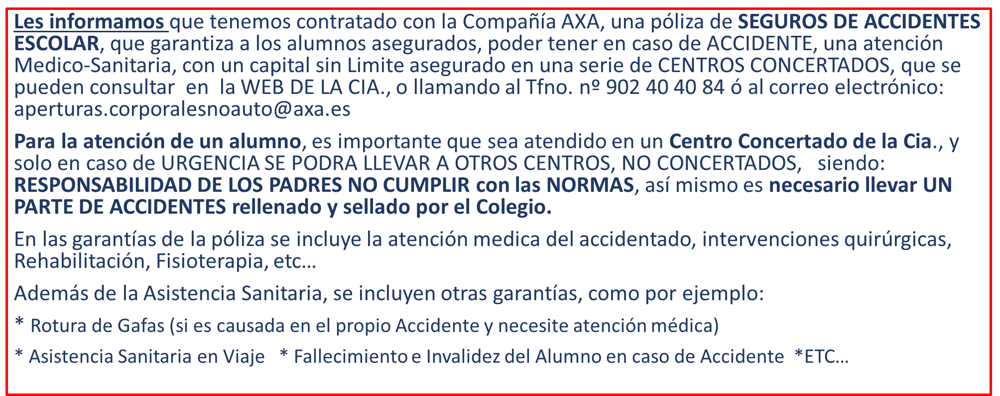 Les informamos que tenemos contratado con la Compañía AXA, una póliza de SEGUROS DE ACCIDENTES
ESCOLAR, que garantiza a los alumnos asegurados, poder tener en caso de ACCIDENTE, una atención
Medico-Sanitaria, con un capital sin Limite asegurado en una serie de CENTROS CONCERTADOS, que se
pueden consultar  en  la WEB DE LA CIA., o llamando al Tfno. nº 902 40 40 84 ó al correo electrónico:
aperturas.corporalesnoauto@axa.es
Para la atención de un alumno, es importante que sea atendido en un Centro Concertado de la Cia., y
solo en caso de URGENCIA SE PODRA LLEVAR A OTROS CENTROS, NO CONCERTADOS,   siendo:
RESPONSABILIDAD DE LOS PADRES NO CUMPLIR con las NORMAS, así mismo es necesario llevar UN
PARTE DE ACCIDENTES rellenado y sellado por el Colegio.
En las garantías de la póliza se incluye la atención medica del accidentado, intervenciones quirúrgicas,
Rehabilitación, Fisioterapia, etc…
Además de la Asistencia Sanitaria, se incluyen otras garantías, como por ejemplo:
* Rotura de Gafas (si es causada en el propio Accidente y necesite atención médica)
* Asistencia Sanitaria en Viaje   * Fallecimiento e Invalidez del Alumno en caso de Accidente  *ETC…